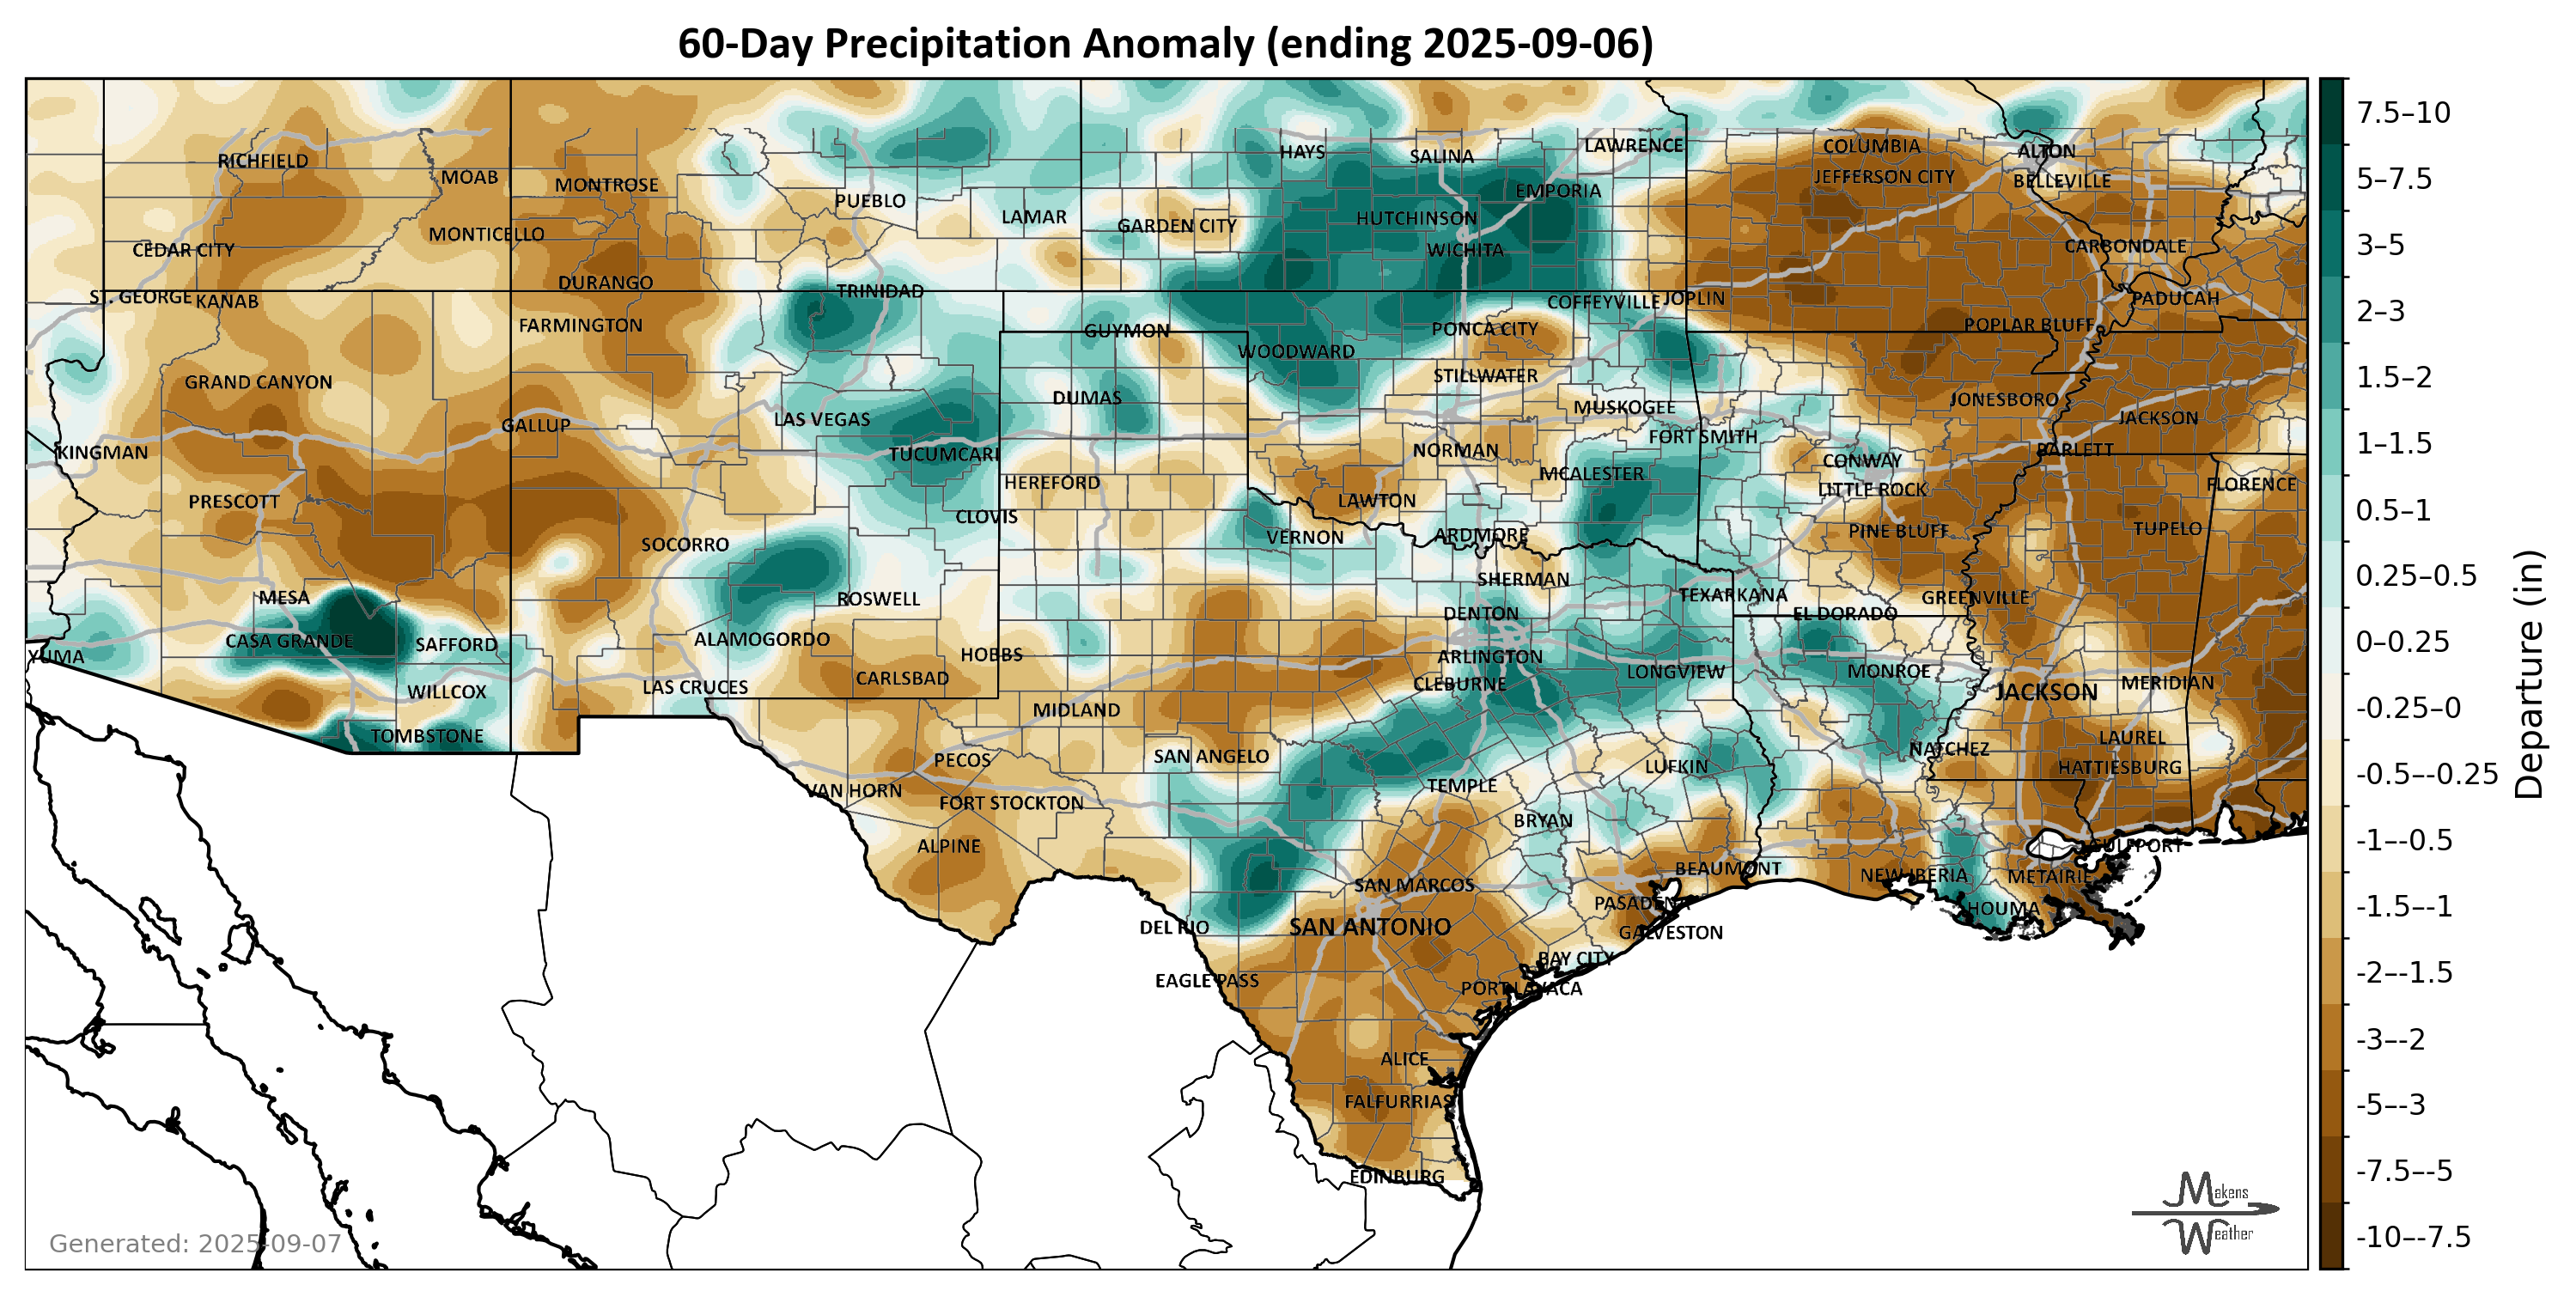 60-Day Precipitation Anomaly (ending 2025-09-06)
RICHFIELD
MOAB
MONTROSE
PUEBLO
LAMAR
HAYS
SALINA
LAWRENCE
COLUMBIA
ALTON
EMPORIA
JEFFERSON CITY
BELLEVILLE
CEDAR CITY
MONTICELLO
GARDEN CITY
HUTCHINSON
WICHITA
CARBONDALE
DURANGO
TRINIDAD
ST. GEORGE
KANAB
COFFEYVILLE
JOPLIN
PADUCAH
FARMINGTON
GUYMON
PONCA CITY
POPLAR BLUFF
WOODWARD
GRAND CANYON
STILLWATER
DUMAS
MUSKOGEE
JONESBORO
GALLUP
LAS VEGAS
JACKSON
FORT SMITH
KINGMAN
TUCUMCARI
NORMAN
BARLETT
CONWAY
MCALESTER
HEREFORD
FLORENCE
PRESCOTT
LAWTON
LITTLE ROCK
CLOVIS
VERNON
ARDMORE
PINE BLUFF
TUPELO
SOCORRO
SHERMAN
MESA
ROSWELL
TEXARKANA
GREENVILLE
DENTON
EL DORADO
CASA GRANDE
SAFFORD
ALAMOGORDO
YUMA
HOBBS
ARLINGTON
LONGVIEW
MONROE
WILLCOX
LAS CRUCES
CARLSBAD
CLEBURNE
JACKSON
MERIDIAN
MIDLAND
TOMBSTONE
SAN ANGELO
NATCHEZ
LAUREL
PECOS
LUFKIN
HATTIESBURG
VAN HORN
FORT STOCKTON
TEMPLE
BRYAN
ALPINE
GULFPORT
SAN MARCOS
BEAUMONT
NEW IBERIA
METAIRIE
PASADENA
HOUMA
DEL RIO
SAN ANTONIO
GALVESTON
BAY CITY
EAGLE PASS
PORT LAVACA
ALICE
FALFURRIAS
EDINBURG
Generated: 2025-09-07
Makens
Weather
7.5–10
5–7.5
3–5
2–3
1.5–2
1–1.5
0.5–1
0.25–0.5
0–0.25
-0.25–0
-0.5–-0.25
-1–-0.5
-1.5–-1
-2–-1.5
-3–-2
-5–-3
-7.5–-5
-10–-7.5
Departure (in)